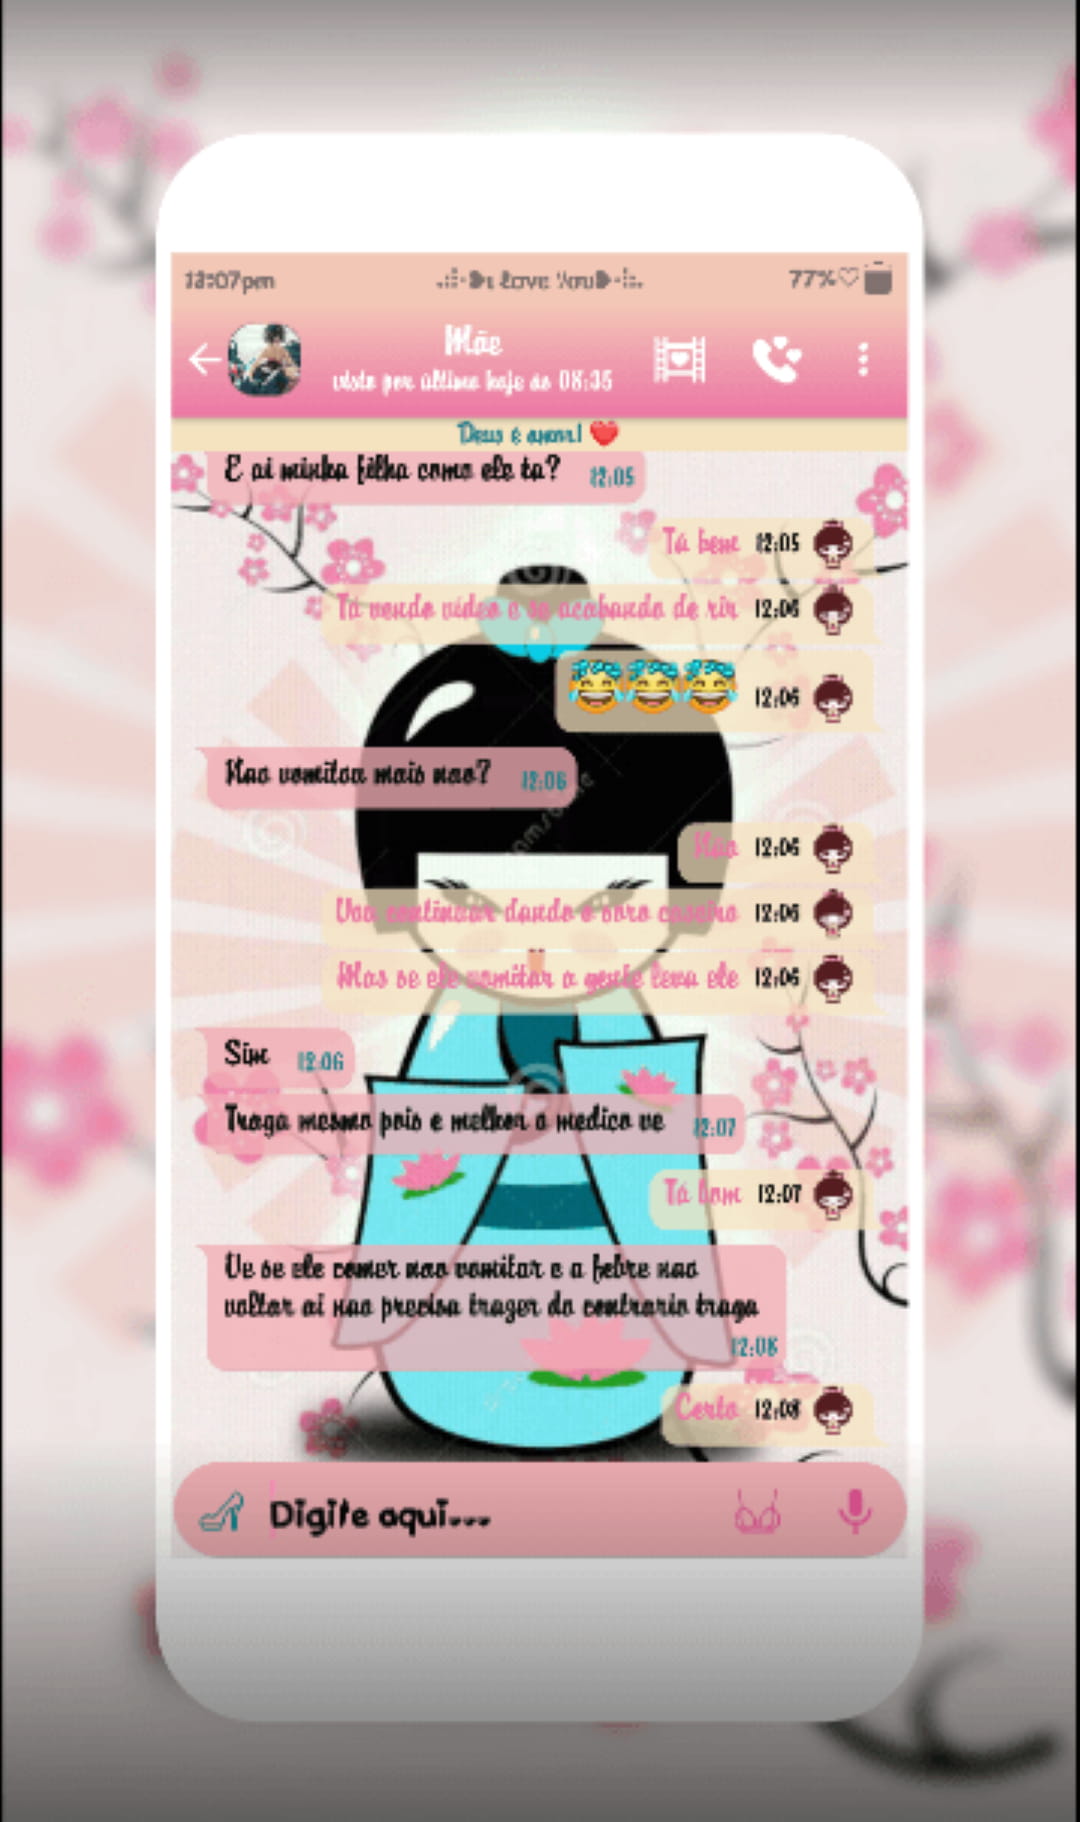 12:07pm
I Love You
77%
Mãe
visto por último hoje às 08:35
Deus é amor!
E ai minha filha como ele ta? 12:05
Tá bem 12:05
Tá vendo vídeo e so acabando de rir 12:06
12:06
Nao vomitou mais nao? 12:06
Não 12:06
Vou continuar dando o soro caseiro 12:06
Mas se ele vomitar a gente leva ele 12:06
Sim 12:06
Traga mesmo pois e melhor o medico ve 12:07
Tá bom 12:07
Ve se ele comer nao vomitar e a febre nao
voltar ai nao precisa trazer do contrario traga
12:08
Certo 12:08
Digite aqui...